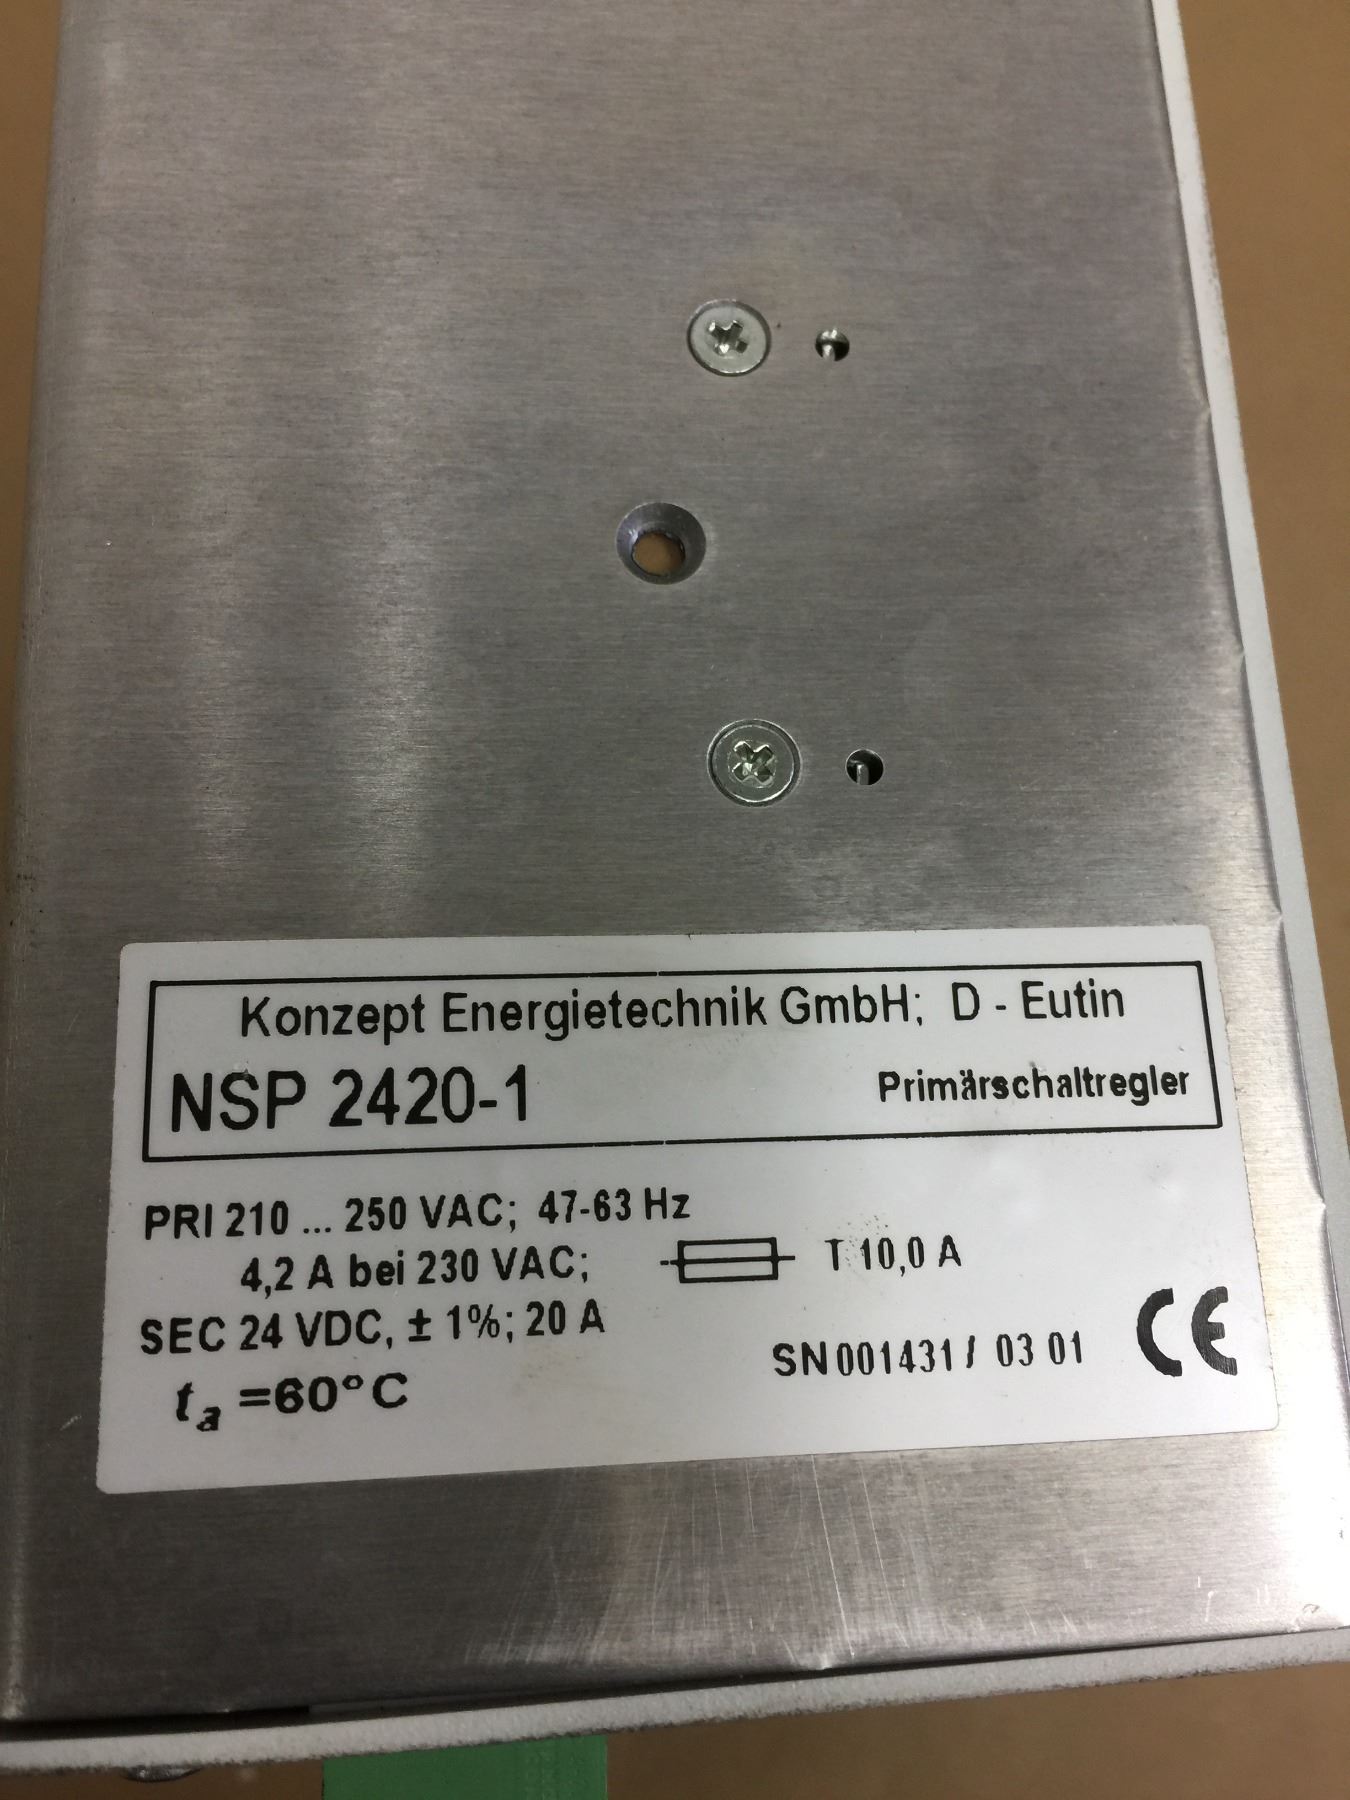 Konzept Energietechnik GmbH; D - Eutin
NSP 2420-1 Primärschaltregler
PRI 210 ... 250 VAC; 47-63 Hz
4,2 A bei 230 VAC; T 10,0 A
SEC 24 VDC, ± 1%; 20 A
SN 001431 / 03 01 CE
ta =60°C